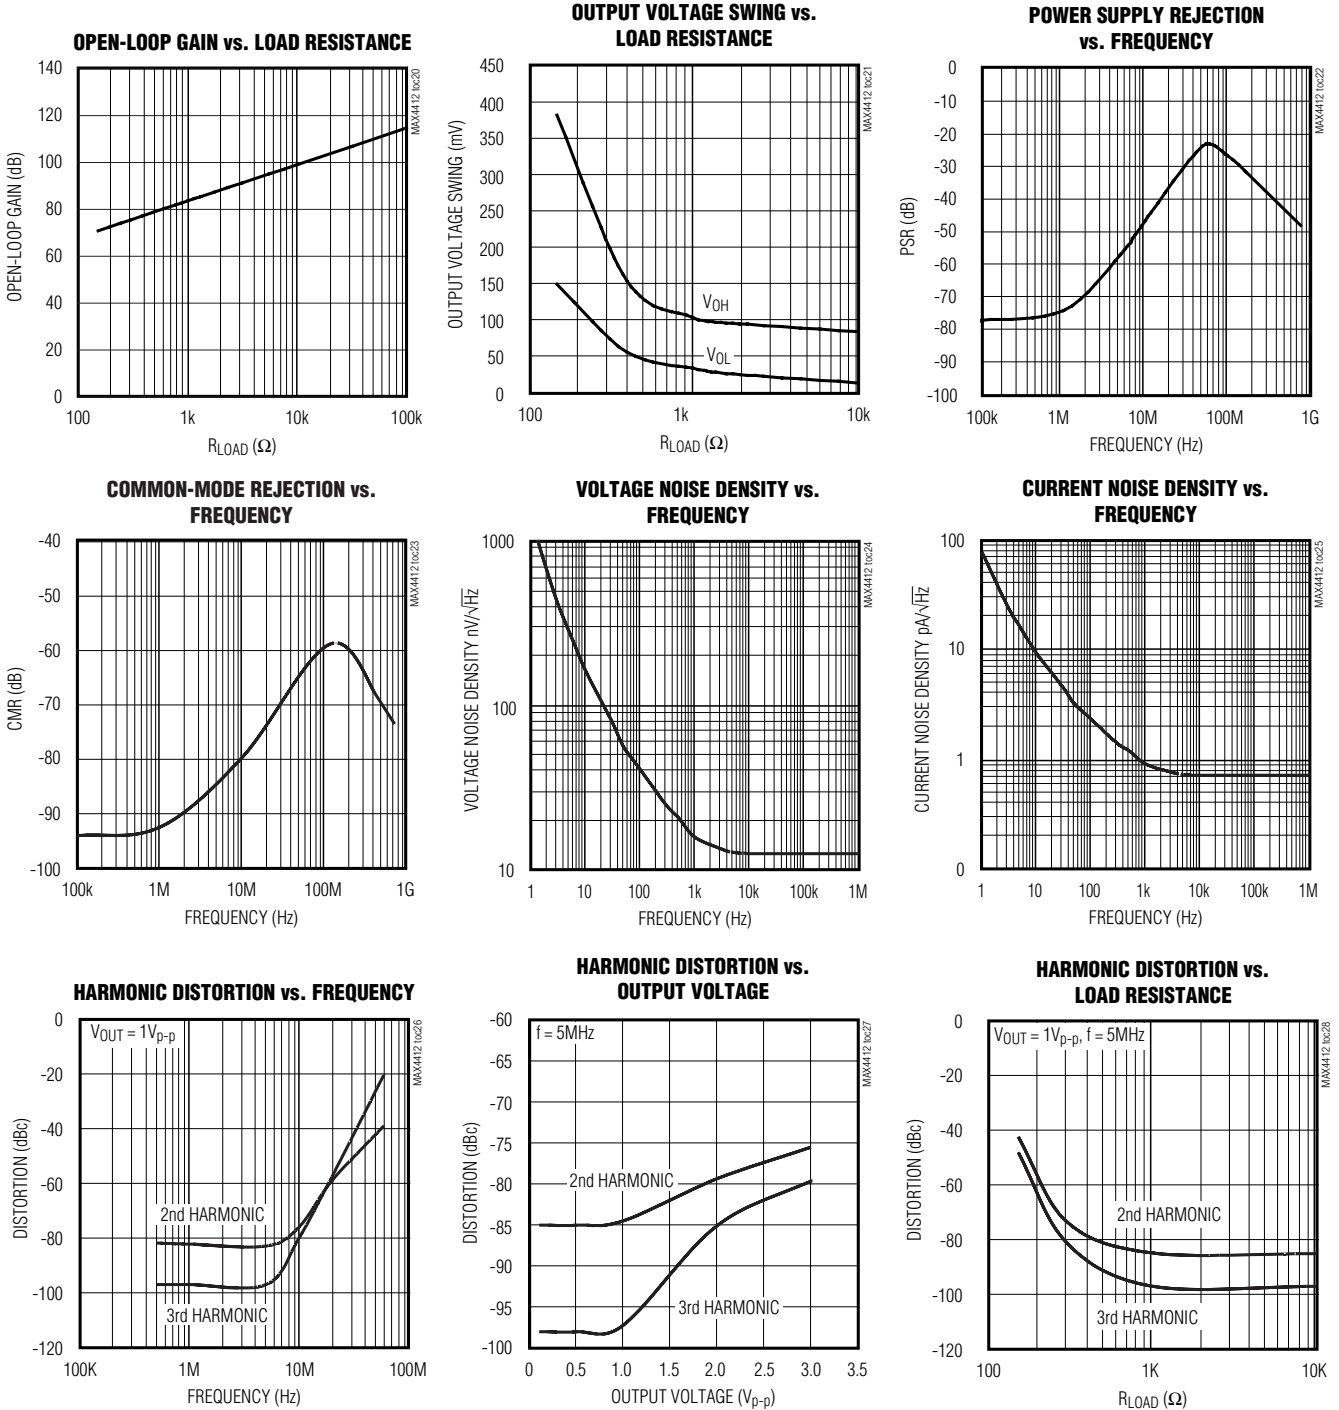 OPEN-LOOP GAIN vs. LOAD RESISTANCE
140
120
100
80
60
40
20
0
OPEN-LOOP GAIN (dB)
100
1k
10k
100k
RLOAD (Ω)
MAX4412 toc20
OUTPUT VOLTAGE SWING vs.
LOAD RESISTANCE
450
400
350
300
250
200
150
100
50
0
OUTPUT VOLTAGE SWING (mV)
VOH
VOL
100
1k
10k
RLOAD (Ω)
MAX4412 toc21
POWER SUPPLY REJECTION
vs. FREQUENCY
0
-10
-20
-30
-40
-50
-60
-70
-80
-90
-100
PSR (dB)
100k
1M
10M
100M
1G
FREQUENCY (Hz)
MAX4412 toc22
COMMON-MODE REJECTION vs.
FREQUENCY
-40
-50
-60
-70
-80
-90
-100
CMR (dB)
100k
1M
10M
100M
1G
FREQUENCY (Hz)
MAX4412 toc23
VOLTAGE NOISE DENSITY vs.
FREQUENCY
1000
100
10
VOLTAGE NOISE DENSITY nV/√Hz
1
10
100
1k
10k
100k
1M
FREQUENCY (Hz)
MAX4412 toc24
CURRENT NOISE DENSITY vs.
FREQUENCY
100
10
1
0
CURRENT NOISE DENSITY pA/√Hz
1
10
100
1k
10k
100k
1M
FREQUENCY (Hz)
MAX4412 toc25
HARMONIC DISTORTION vs. FREQUENCY
VOUT = 1Vp-p
0
-20
-40
-60
-80
-100
-120
DISTORTION (dBc)
2nd HARMONIC
3rd HARMONIC
100K
1M
10M
100M
FREQUENCY (Hz)
MAX4412 toc26
HARMONIC DISTORTION vs.
OUTPUT VOLTAGE
f = 5MHz
-60
-65
-70
-75
-80
-85
-90
-95
-100
DISTORTION (dBc)
2nd HARMONIC
3rd HARMONIC
0
0.5
1.0
1.5
2.0
2.5
3.0
3.5
OUTPUT VOLTAGE (Vp-p)
MAX4412 toc27
HARMONIC DISTORTION vs.
LOAD RESISTANCE
VOUT = 1Vp-p, f = 5MHz
0
-20
-40
-60
-80
-100
-120
DISTORTION (dBc)
2nd HARMONIC
3rd HARMONIC
100
1K
10K
RLOAD (Ω)
MAX4412 toc28